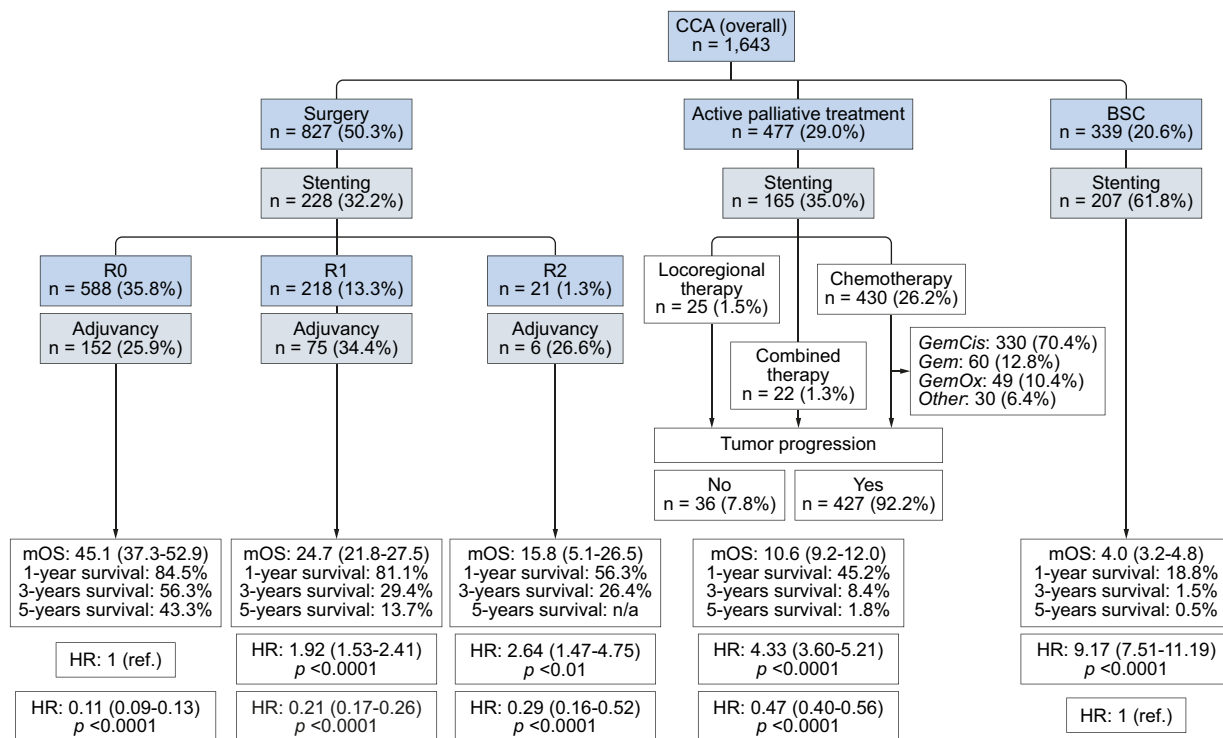 CCA (overall)
n = 1,643
Surgery
n = 827 (50.3%)
Active palliative treatment
n = 477 (29.0%)
BSC
n = 339 (20.6%)
Stenting
n = 228 (32.2%)
Stenting
n = 165 (35.0%)
Stenting
n = 207 (61.8%)
R0
n = 588 (35.8%)
R1
n = 218 (13.3%)
R2
n = 21 (1.3%)
Locoregional
therapy
n = 25 (1.5%)
Chemotherapy
n = 430 (26.2%)
Adjuvancy
n = 152 (25.9%)
Adjuvancy
n = 75 (34.4%)
Adjuvancy
n = 6 (26.6%)
Combined
therapy
n = 22 (1.3%)
GemCis: 330 (70.4%)
Gem: 60 (12.8%)
GemOx: 49 (10.4%)
Other: 30 (6.4%)
Tumor progression
No
n = 36 (7.8%)
Yes
n = 427 (92.2%)
mOS: 45.1 (37.3-52.9)
1-year survival: 84.5%
3-years survival: 56.3%
5-years survival: 43.3%
mOS: 24.7 (21.8-27.5)
1-year survival: 81.1%
3-years survival: 29.4%
5-years survival: 13.7%
mOS: 15.8 (5.1-26.5)
1-year survival: 56.3%
3-years survival: 26.4%
5-years survival: n/a
mOS: 10.6 (9.2-12.0)
1-year survival: 45.2%
3-years survival: 8.4%
5-years survival: 1.8%
mOS: 4.0 (3.2-4.8)
1-year survival: 18.8%
3-years survival: 1.5%
5-years survival: 0.5%
HR: 1 (ref.)
HR: 1.92 (1.53-2.41)
p <0.0001
HR: 2.64 (1.47-4.75)
p <0.01
HR: 4.33 (3.60-5.21)
p <0.0001
HR: 9.17 (7.51-11.19)
p <0.0001
HR: 0.11 (0.09-0.13)
p <0.0001
HR: 0.21 (0.17-0.26)
p <0.0001
HR: 0.29 (0.16-0.52)
p <0.0001
HR: 0.47 (0.40-0.56)
p <0.0001
HR: 1 (ref.)